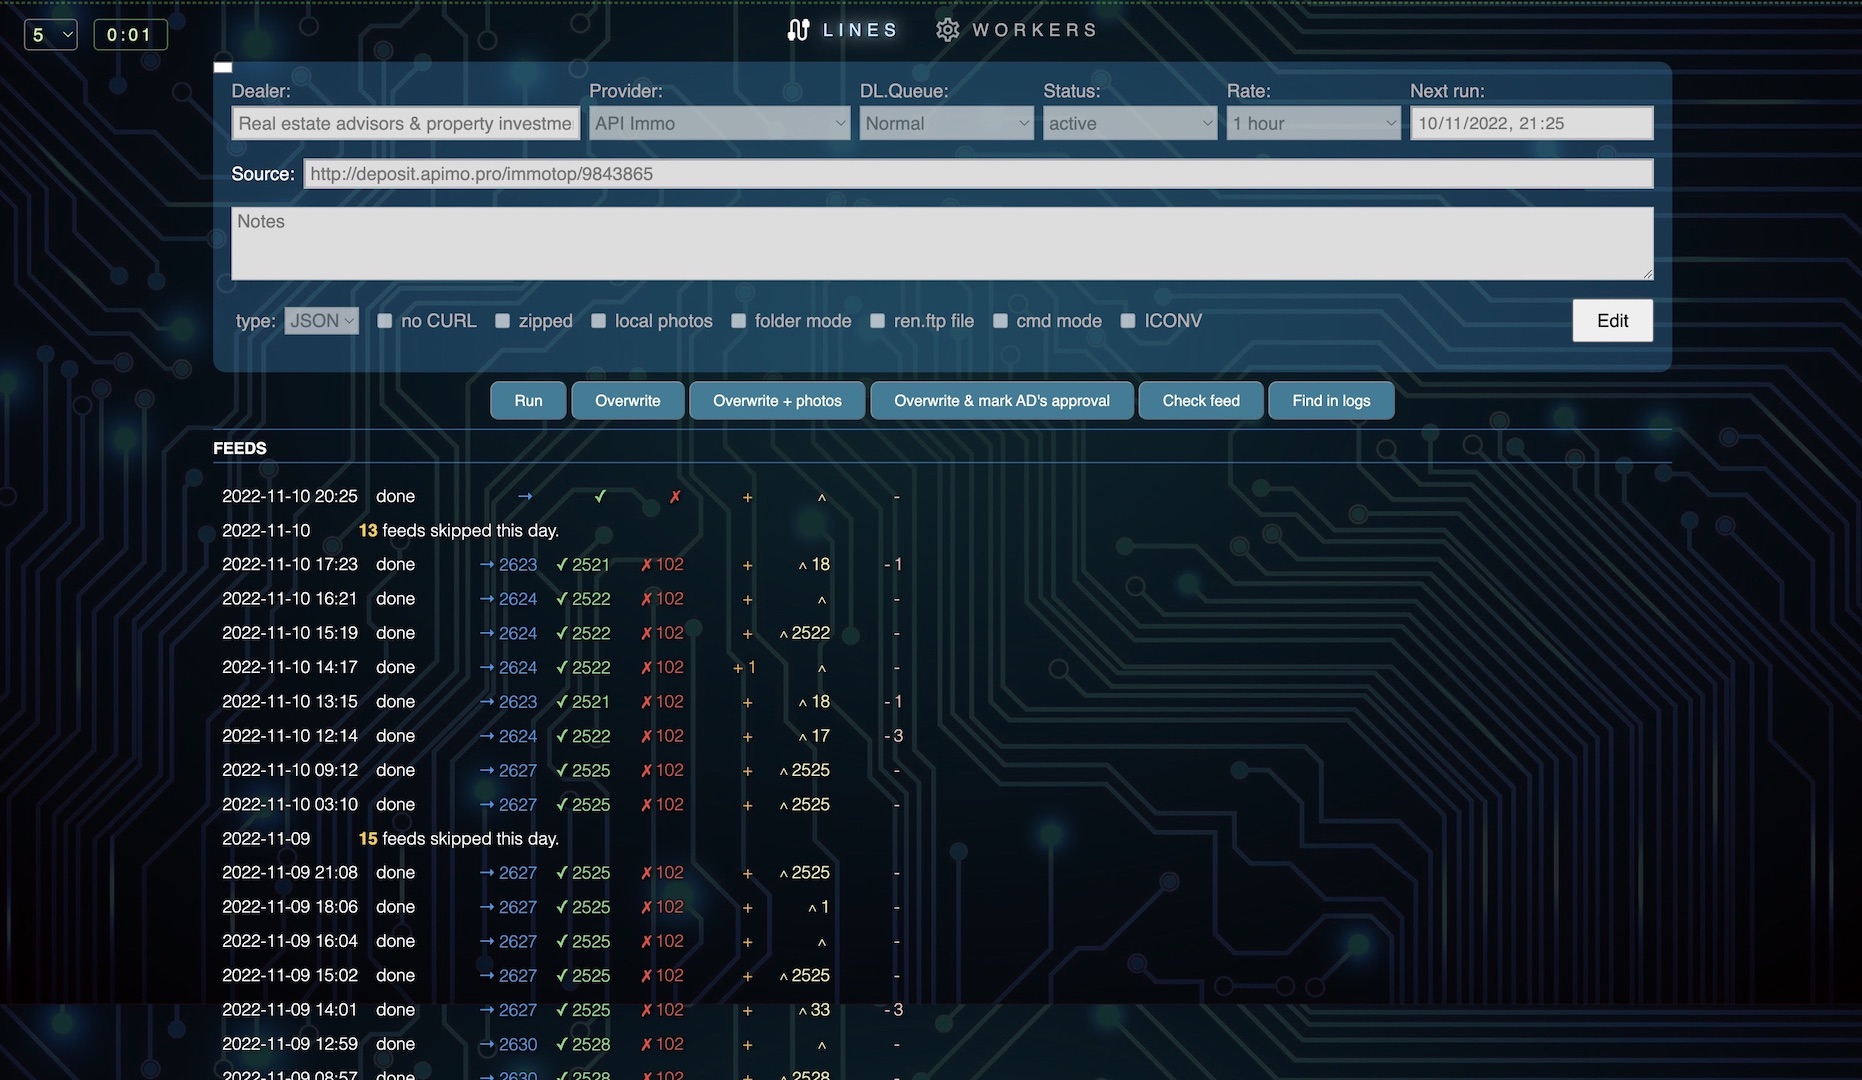 5 0:01 LINES WORKERS
Dealer: Provider: DL.Queue: Status: Rate: Next run:
Real estate advisors & property investme API Immo Normal active 1 hour 10/11/2022, 21:25
Source: http://deposit.apimo.pro/immotop/9843865
Notes
type: JSON no CURL zipped local photos folder mode ren.ftp file cmd mode ICONV Edit
Run Overwrite Overwrite + photos Overwrite & mark AD's approval Check feed Find in logs
FEEDS
2022-11-10 20:25 done → ✓ ✗ + ^ -
2022-11-10 13 feeds skipped this day.
2022-11-10 17:23 done → 2623 ✓ 2521 ✗ 102 + ^ 18 - 1
2022-11-10 16:21 done → 2624 ✓ 2522 ✗ 102 + ^ -
2022-11-10 15:19 done → 2624 ✓ 2522 ✗ 102 + ^ 2522 -
2022-11-10 14:17 done → 2624 ✓ 2522 ✗ 102 + 1 ^ -
2022-11-10 13:15 done → 2623 ✓ 2521 ✗ 102 + ^ 18 - 1
2022-11-10 12:14 done → 2624 ✓ 2522 ✗ 102 + ^ 17 - 3
2022-11-10 09:12 done → 2627 ✓ 2525 ✗ 102 + ^ 2525 -
2022-11-10 03:10 done → 2627 ✓ 2525 ✗ 102 + ^ 2525 -
2022-11-09 15 feeds skipped this day.
2022-11-09 21:08 done → 2627 ✓ 2525 ✗ 102 + ^ 2525 -
2022-11-09 18:06 done → 2627 ✓ 2525 ✗ 102 + ^ 1 -
2022-11-09 16:04 done → 2627 ✓ 2525 ✗ 102 + ^ -
2022-11-09 15:02 done → 2627 ✓ 2525 ✗ 102 + ^ 2525 -
2022-11-09 14:01 done → 2627 ✓ 2525 ✗ 102 + ^ 33 - 3
2022-11-09 12:59 done → 2630 ✓ 2528 ✗ 102 + ^ -
2022-11-09 08:57 done → 2630 ✓ 2528 ✗ 102 + ^ 2528 -